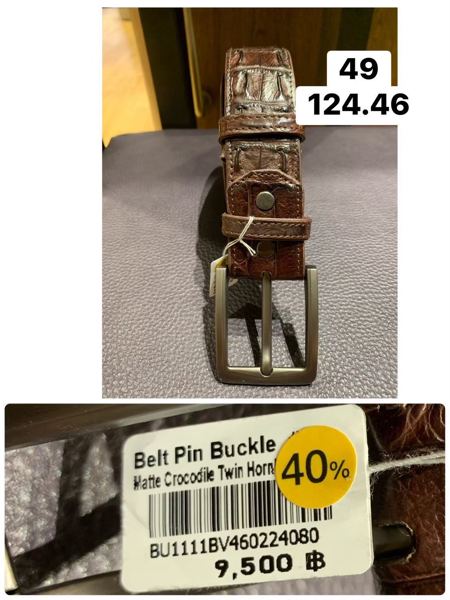 49
124.46
Belt Pin Buckle
Matte Crocodile Twin Horn
40%
BU1111BV460224080
9,500 ฿